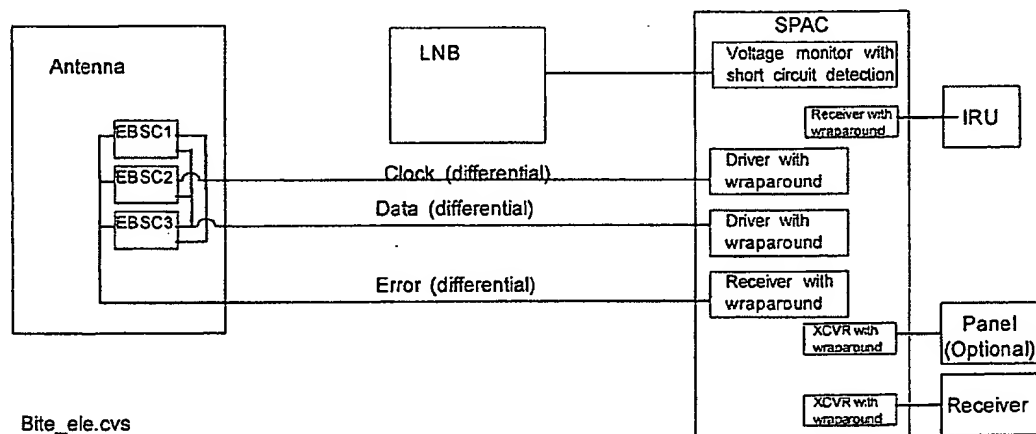 SPAC
Antenna
LNB
Voltage monitor with
short circuit detection
Receiver with
wraparound
IRU
EBSC1
EBSC2
EBSC3
Clock (differential)
Driver with
wraparound
Data (differential)
Driver with
wraparound
Error (differential)
Receiver with
wraparound
XCVR with
wraparound
Panel
(Optional)
XCVR with
wraparound
Receiver
Bite_ele.cvs